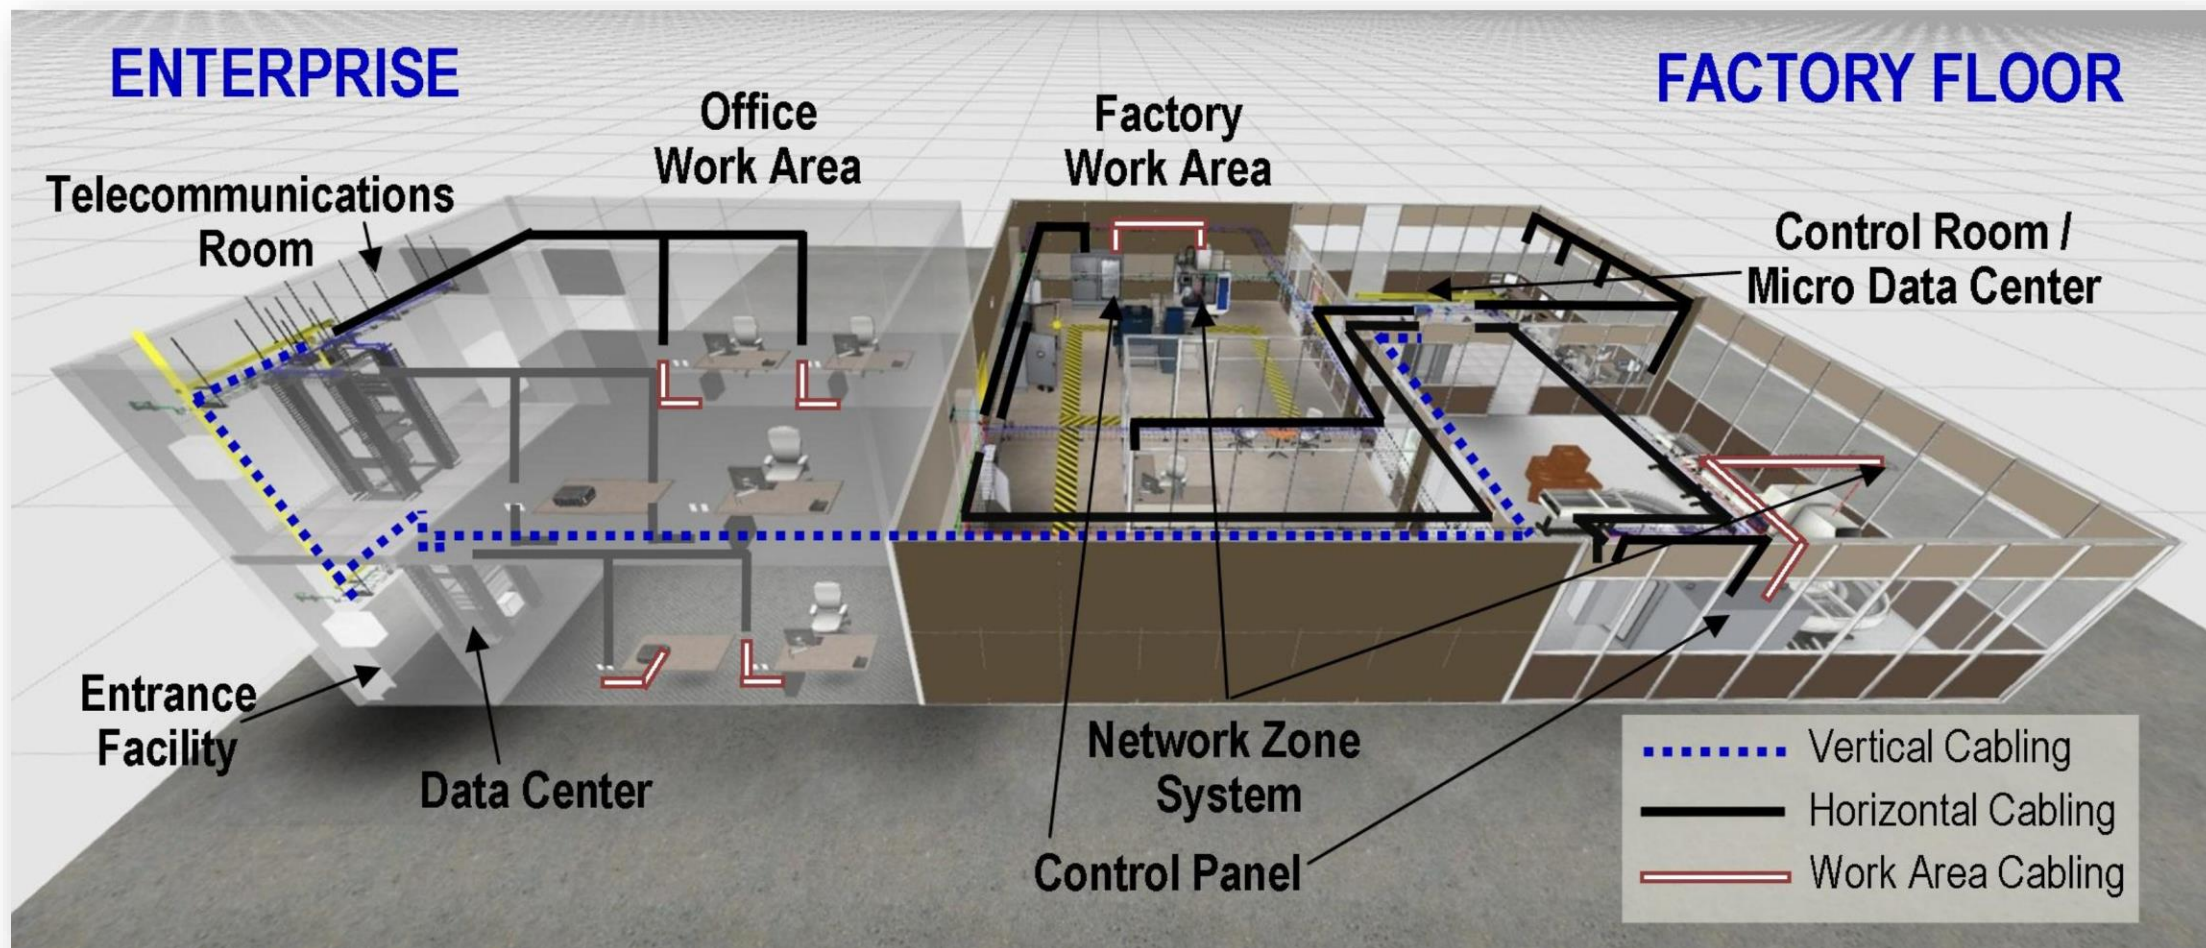 ENTERPRISE
FACTORY FLOOR
Office
Work Area
Factory
Work Area
Telecommunications
Room
Control Room /
Micro Data Center
Entrance
Facility
Data Center
Network Zone
System
Control Panel
Vertical Cabling
Horizontal Cabling
Work Area Cabling